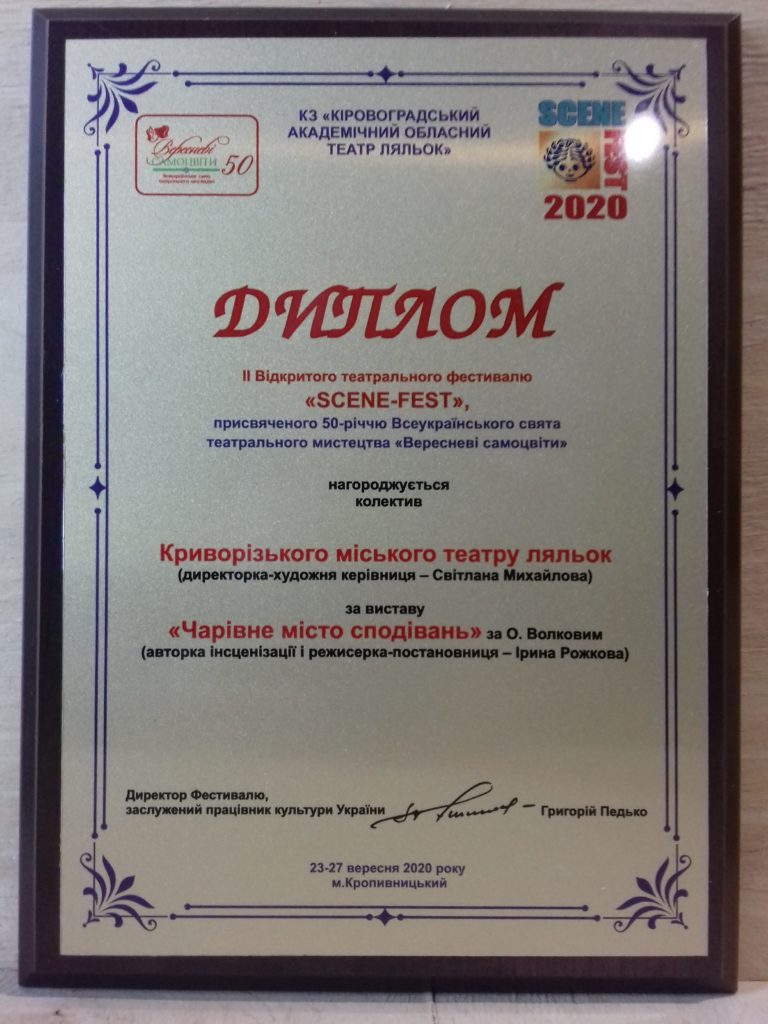 КЗ «КІРОВОГРАДСЬКИЙ
АКАДЕМІЧНИЙ ОБЛАСНИЙ
ТЕАТР ЛЯЛЬОК»
Вересневі
САМОЦВІТИ 50
SCENE
FEST
2020
ДИПЛОМ
ІІ Відкритого театрального фестивалю
«SCENE-FEST»,
присвяченого 50-річчю Всеукраїнського свята
театрального мистецтва «Вересневі самоцвіти»
нагороджується
колектив
Криворізького міського театру ляльок
(директорка-художня керівниця – Світлана Михайлова)
за виставу
«Чарівне місто сподівань» за О. Волковим
(авторка інсценізації і режисерка-постановниця – Ірина Рожкова)
Директор Фестивалю,
заслужений працівник культури України
– Григорій Педько
23-27 вересня 2020 року
м.Кропивницький